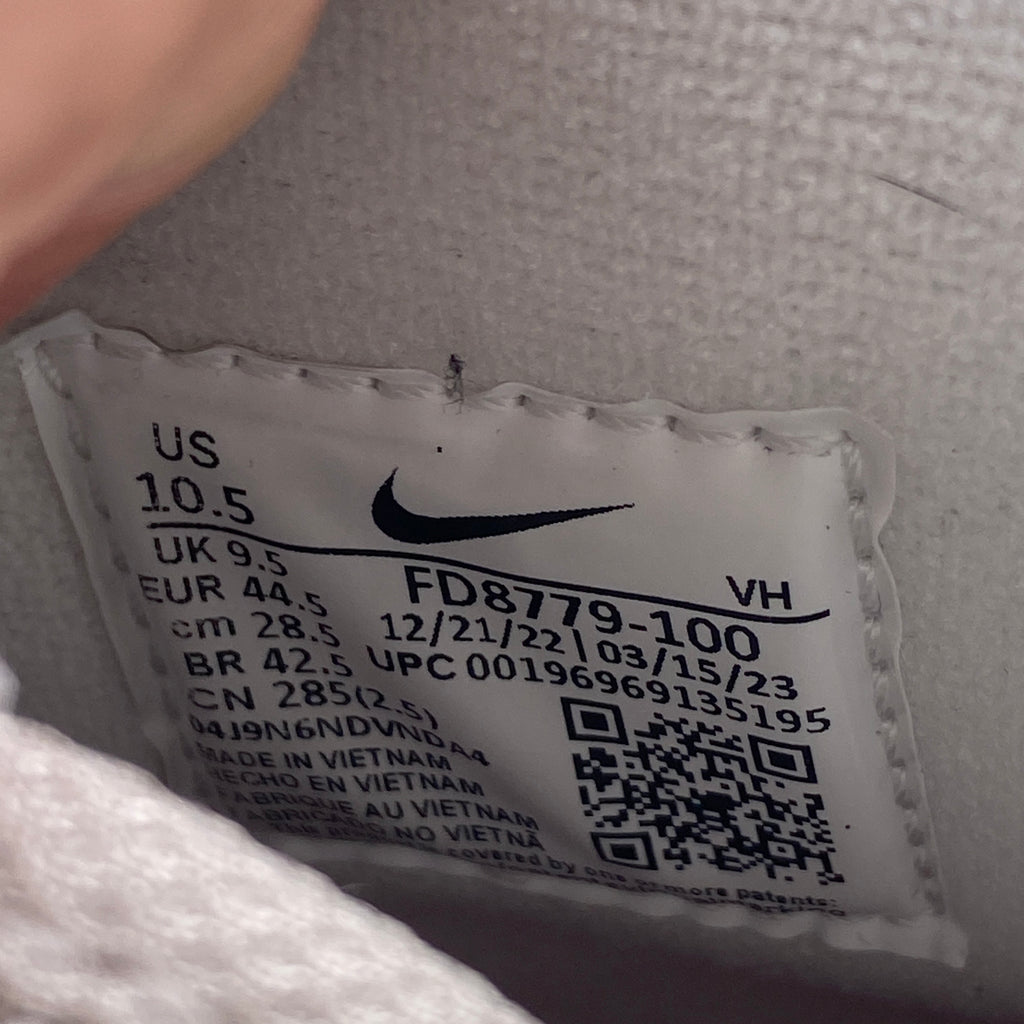 US
10.5
UK 9.5
EUR 44.5
cm 28.5
BR 42.5
CN 285(2.5)
04J9N6NDVNDA4
MADE IN VIETNAM
HECHO EN VIETNAM
FABRIQUE AU VIETNAM
FABRICADO NO VIETNÃ
VH
FD8779-100
12/21/22 | 03/15/23
UPC 00196969135195
covered by one or more patents: